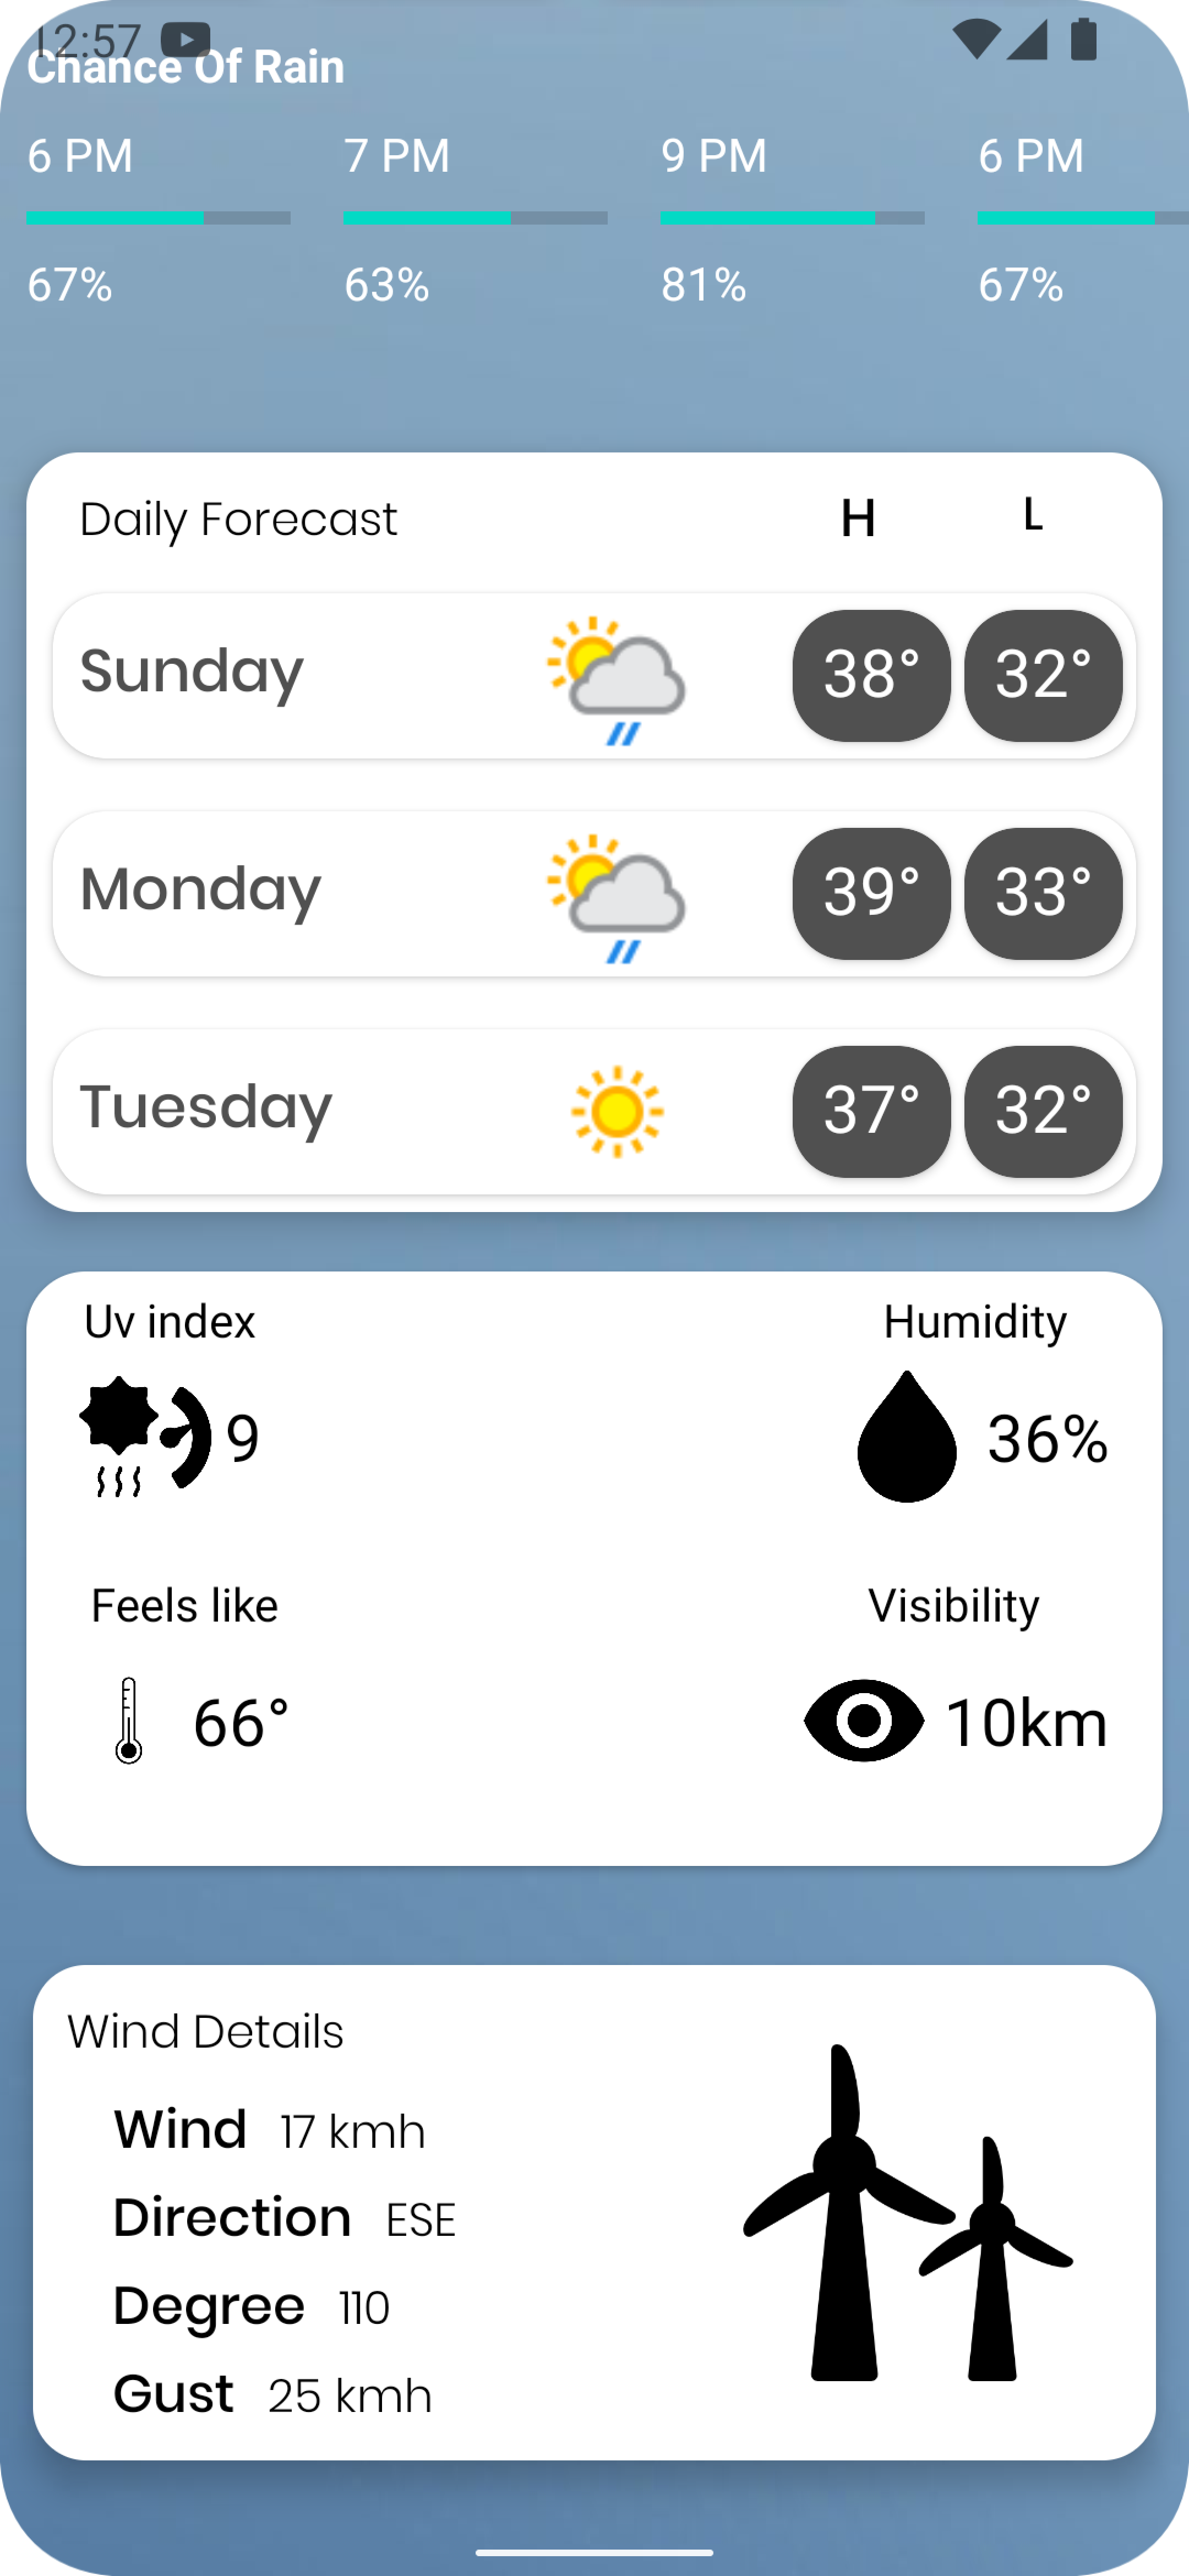 12:57
Chance Of Rain
6 PM 7 PM 9 PM 6 PM
67% 63% 81% 67%
Daily Forecast H L
Sunday 38° 32°
Monday 39° 33°
Tuesday 37° 32°
Uv index Humidity
9 36%
Feels like Visibility
66° 10km
Wind Details
Wind 17 kmh
Direction ESE
Degree 110
Gust 25 kmh